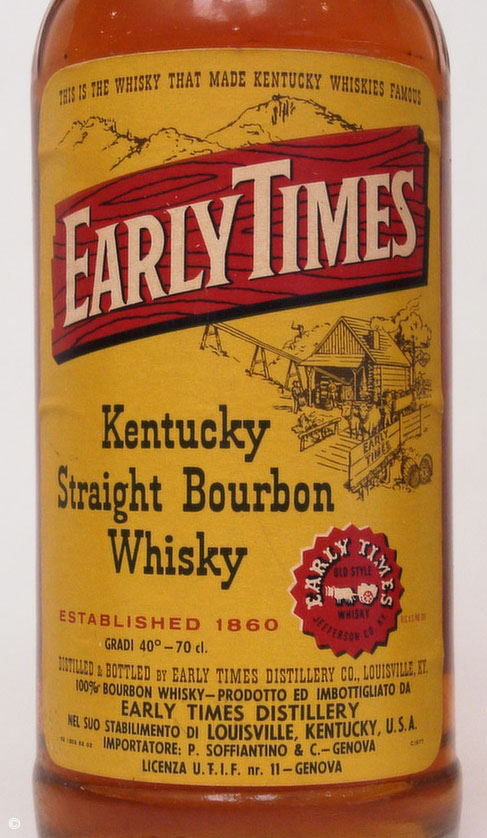 THIS IS THE WHISKY THAT MADE KENTUCKY WHISKIES FAMOUS
EARLY TIMES
EARLY
TIMES
Kentucky
Straight Bourbon
Whisky
EARLY TIMES
OLD STYLE
WHISKY
JEFFERSON CO. KY.
ESTABLISHED 1860
GRADI 40° – 70 cl.
DISTILLED & BOTTLED BY EARLY TIMES DISTILLERY CO., LOUISVILLE, KY.
100% BOURBON WHISKY – PRODOTTO ED IMBOTTIGLIATO DA
EARLY TIMES DISTILLERY
NEL SUO STABILIMENTO DI LOUISVILLE, KENTUCKY, U.S.A.
IMPORTATORE: P. SOFFIANTINO & C. – GENOVA
LICENZA U.T.I.F. nr. 11 – GENOVA
©